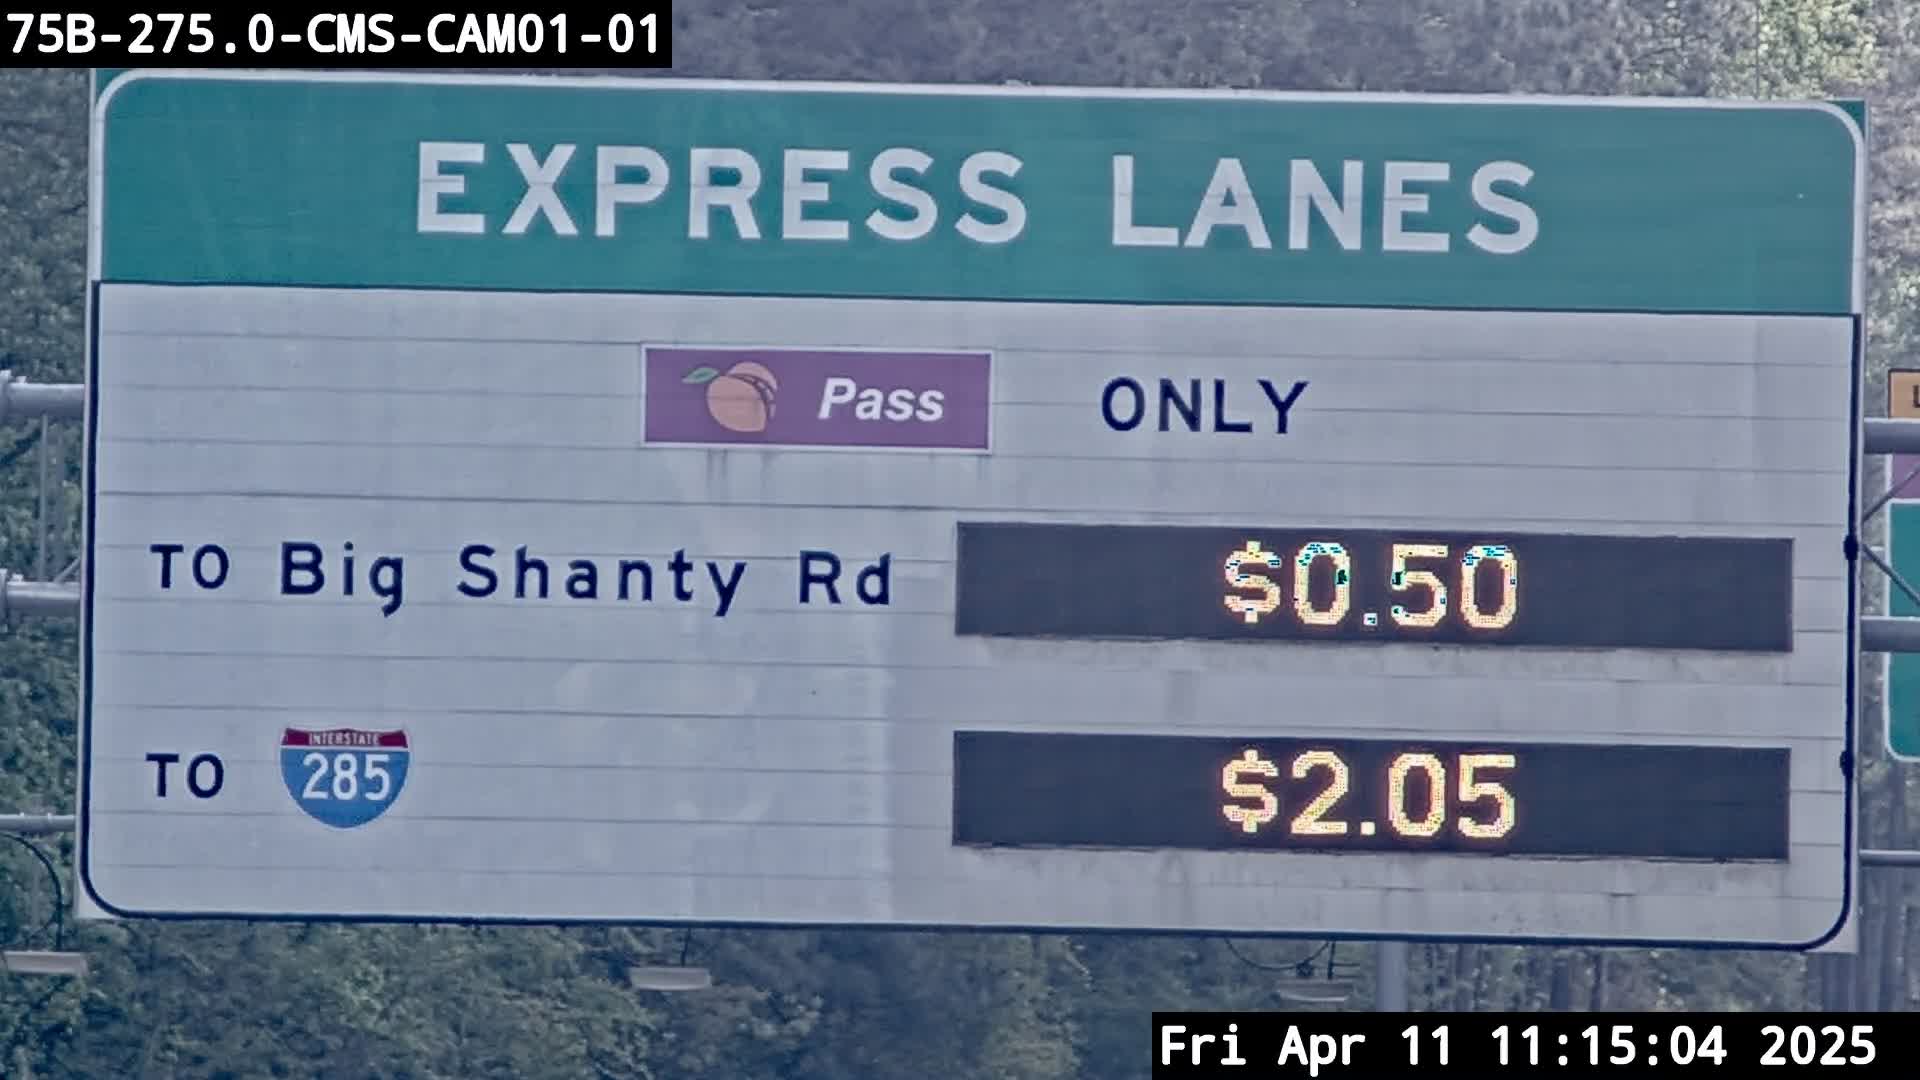 75B-275.0-CMS-CAM01-01
EXPRESS LANES
Pass ONLY
TO Big Shanty Rd $0.50
TO INTERSTATE 285 $2.05
Fri Apr 11 11:15:04 2025